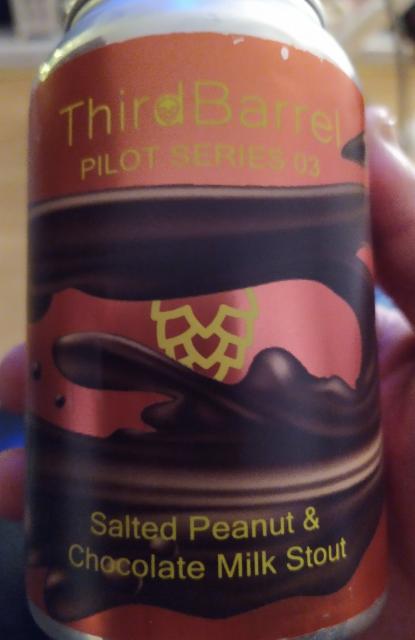 ThirdBarrel
PILOT SERIES 03
Salted Peanut &
Chocolate Milk Stout